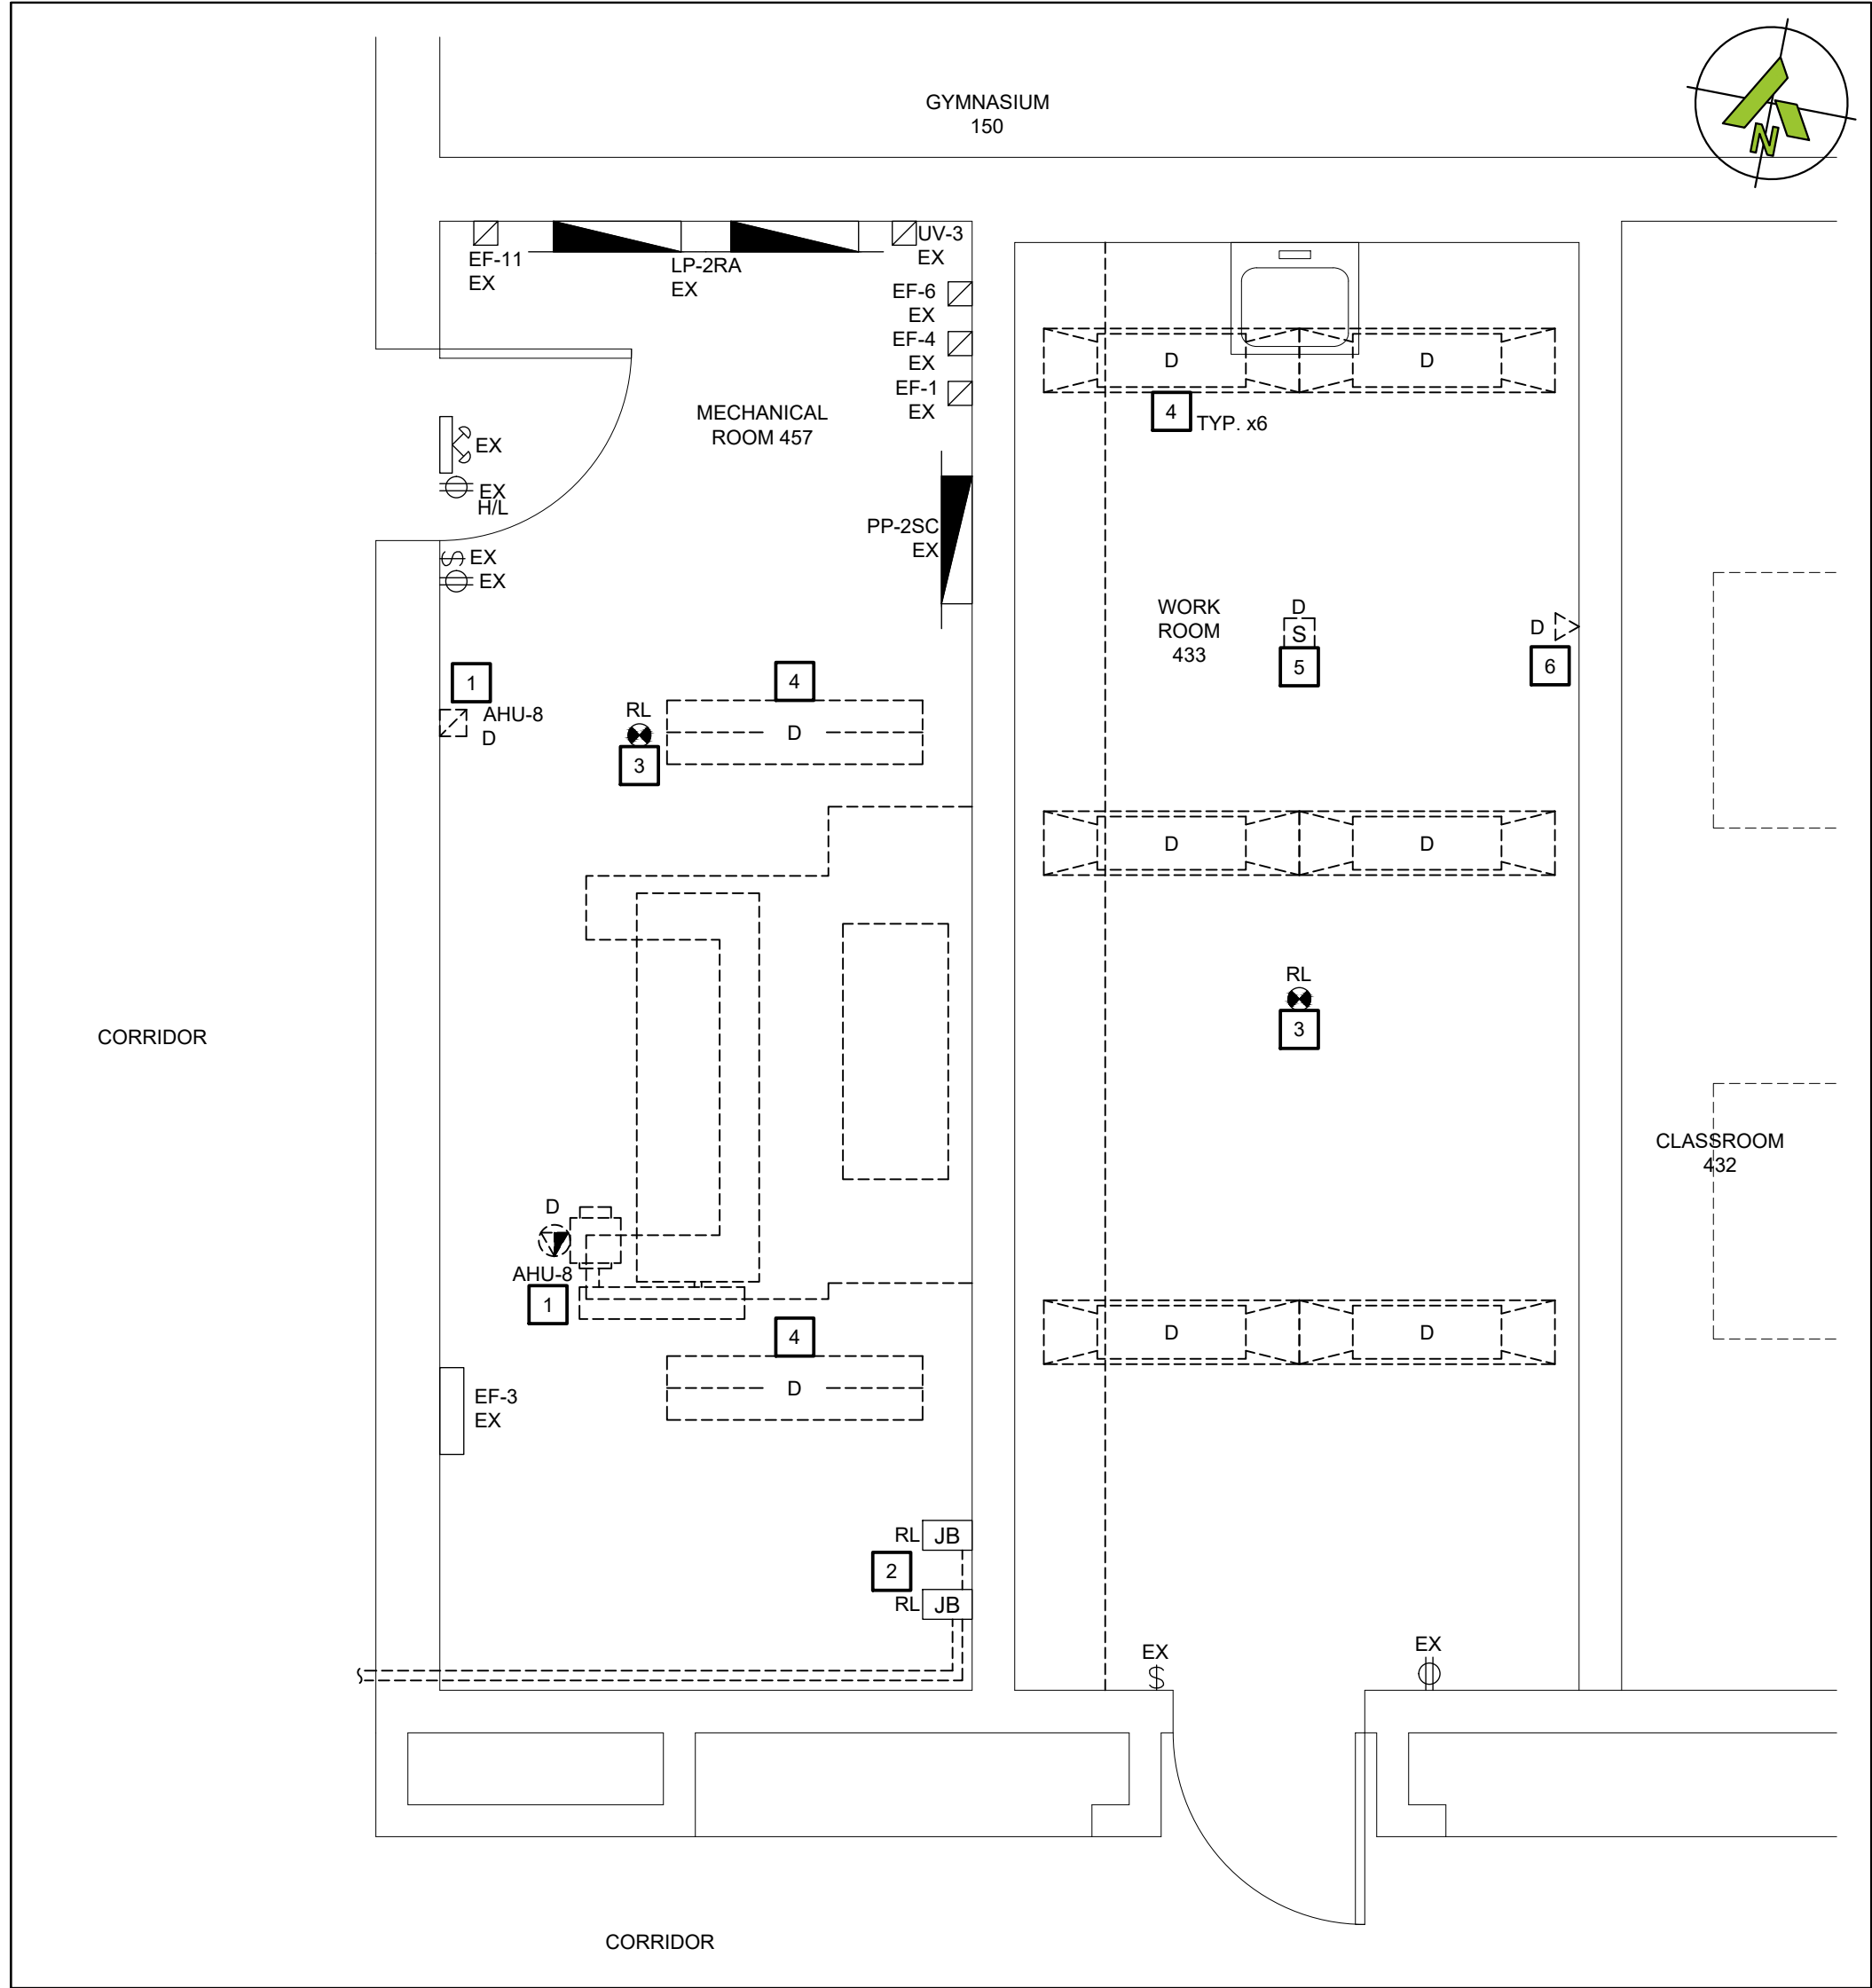 GYMNASIUM
150
N
EF-11
EX
LP-2RA
EX
UV-3
EX
EF-6
EX
EF-4
EX
EF-1
EX
MECHANICAL
ROOM 457
EX
EX
H/L
EX
EX
PP-2SC
EX
D
D
4
TYP. x6
WORK
ROOM
433
D
S
5
D
6
1
AHU-8
D
RL
3
4
D
D
D
RL
3
CORRIDOR
CLASSROOM
432
D
AHU-8
1
4
D
D
D
EF-3
EX
RL
JB
2
RL
JB
EX
$
EX
CORRIDOR